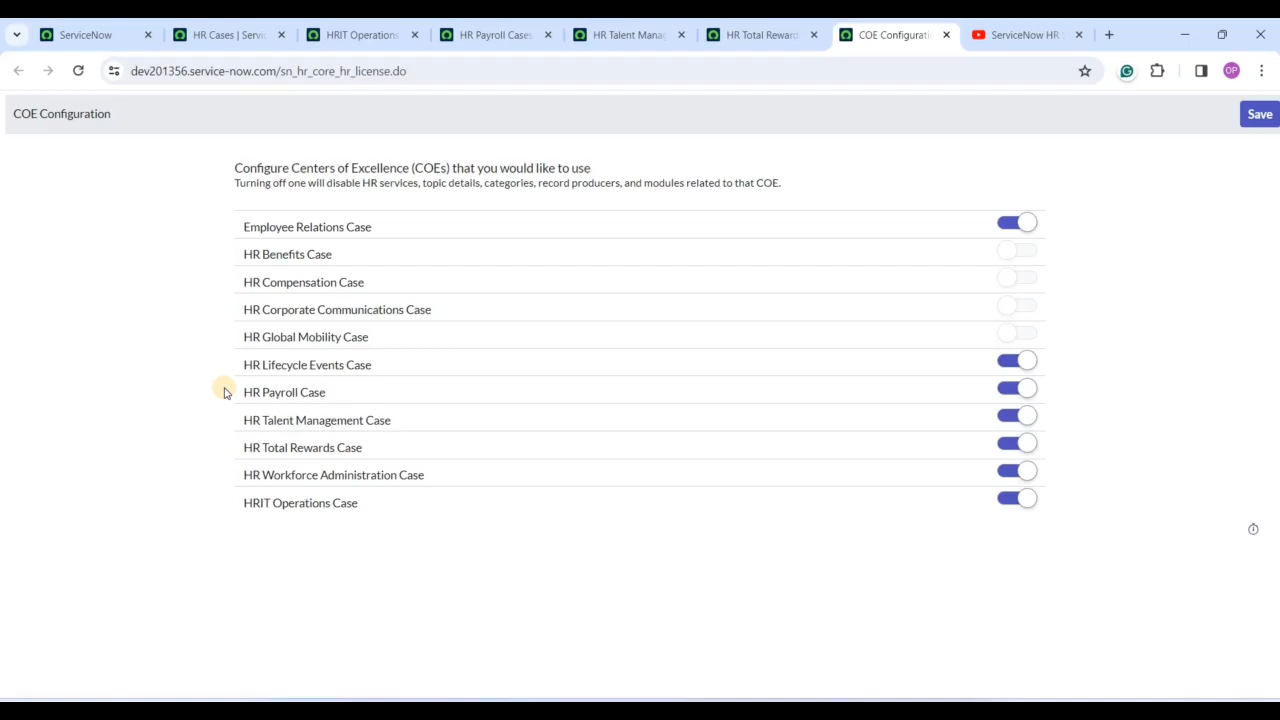 ServiceNow
HR Cases | Servic
HRIT Operations
HR Payroll Cases
HR Talent Manag
HR Total Reward
COE Configurati
ServiceNow HR
dev201356.service-now.com/sn_hr_core_hr_license.do
OP
COE Configuration
Save
Configure Centers of Excellence (COEs) that you would like to use
Turning off one will disable HR services, topic details, categories, record producers, and modules related to that COE.
Employee Relations Case
HR Benefits Case
HR Compensation Case
HR Corporate Communications Case
HR Global Mobility Case
HR Lifecycle Events Case
HR Payroll Case
HR Talent Management Case
HR Total Rewards Case
HR Workforce Administration Case
HRIT Operations Case